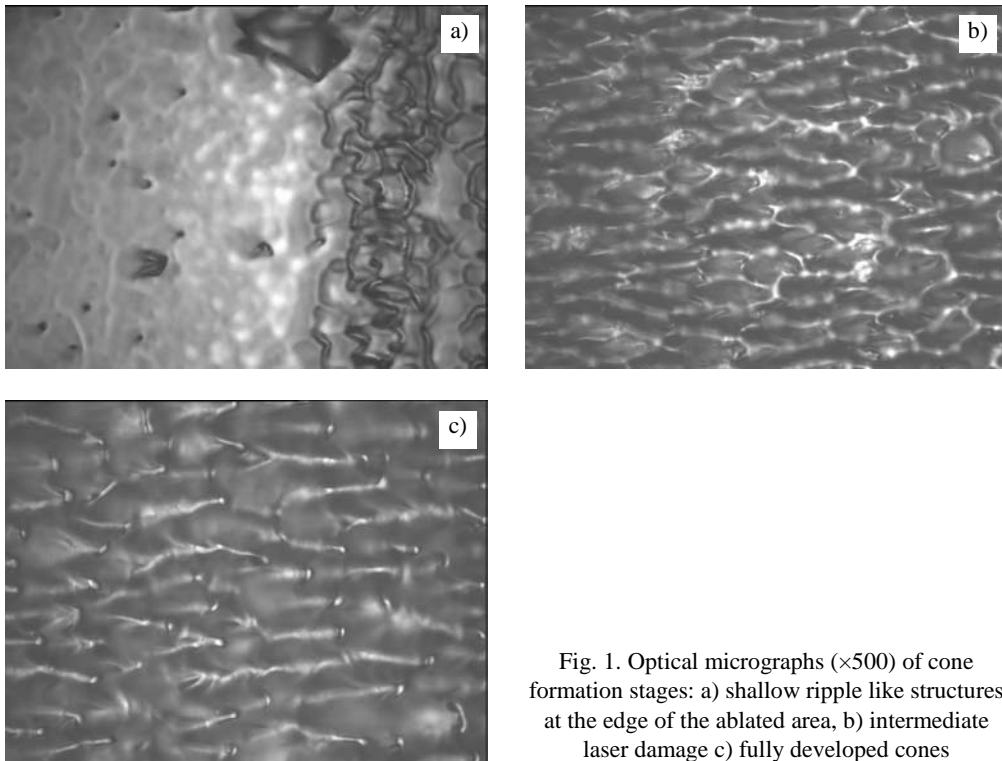 a)
b)
c)
Fig. 1. Optical micrographs (×500) of cone
formation stages: a) shallow ripple like structures
at the edge of the ablated area, b) intermediate
laser damage c) fully developed cones